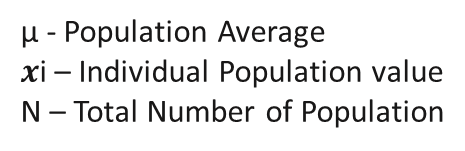 μ - Population Average
𝒙i – Individual Population value
N – Total Number of Population